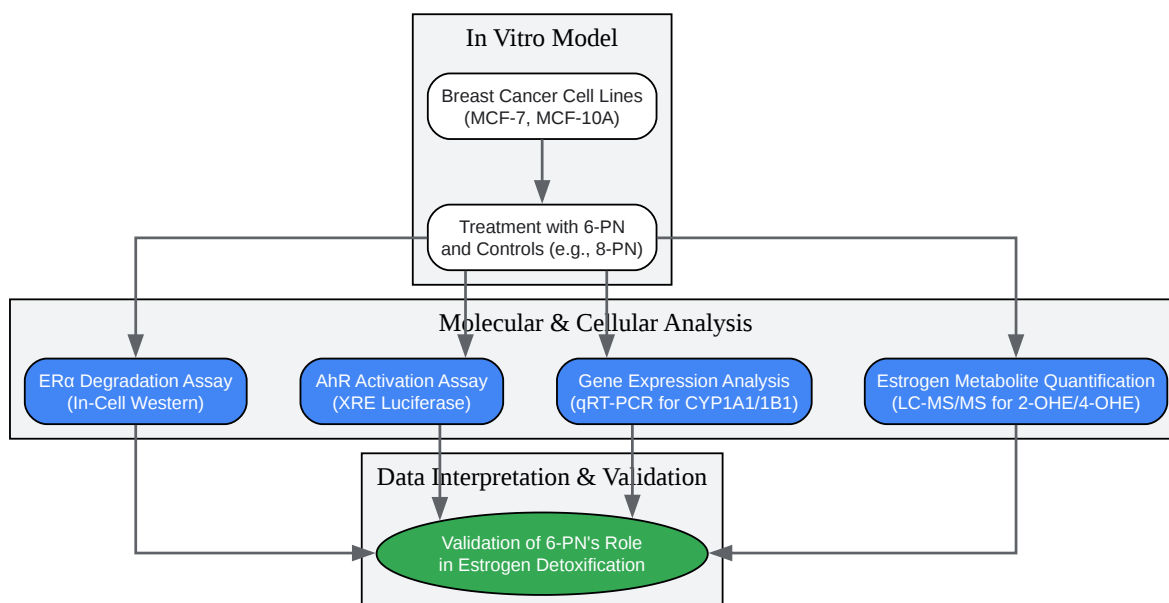 In Vitro Model
Breast Cancer Cell Lines
(MCF-7, MCF-10A)
Treatment with 6-PN
and Controls (e.g., 8-PN)
Molecular & Cellular Analysis
ERα Degradation Assay
(In-Cell Western)
AhR Activation Assay
(XRE Luciferase)
Gene Expression Analysis
(qRT-PCR for CYP1A1/1B1)
Estrogen Metabolite Quantification
(LC-MS/MS for 2-OHE/4-OHE)
Data Interpretation & Validation
Validation of 6-PN's Role
in Estrogen Detoxification